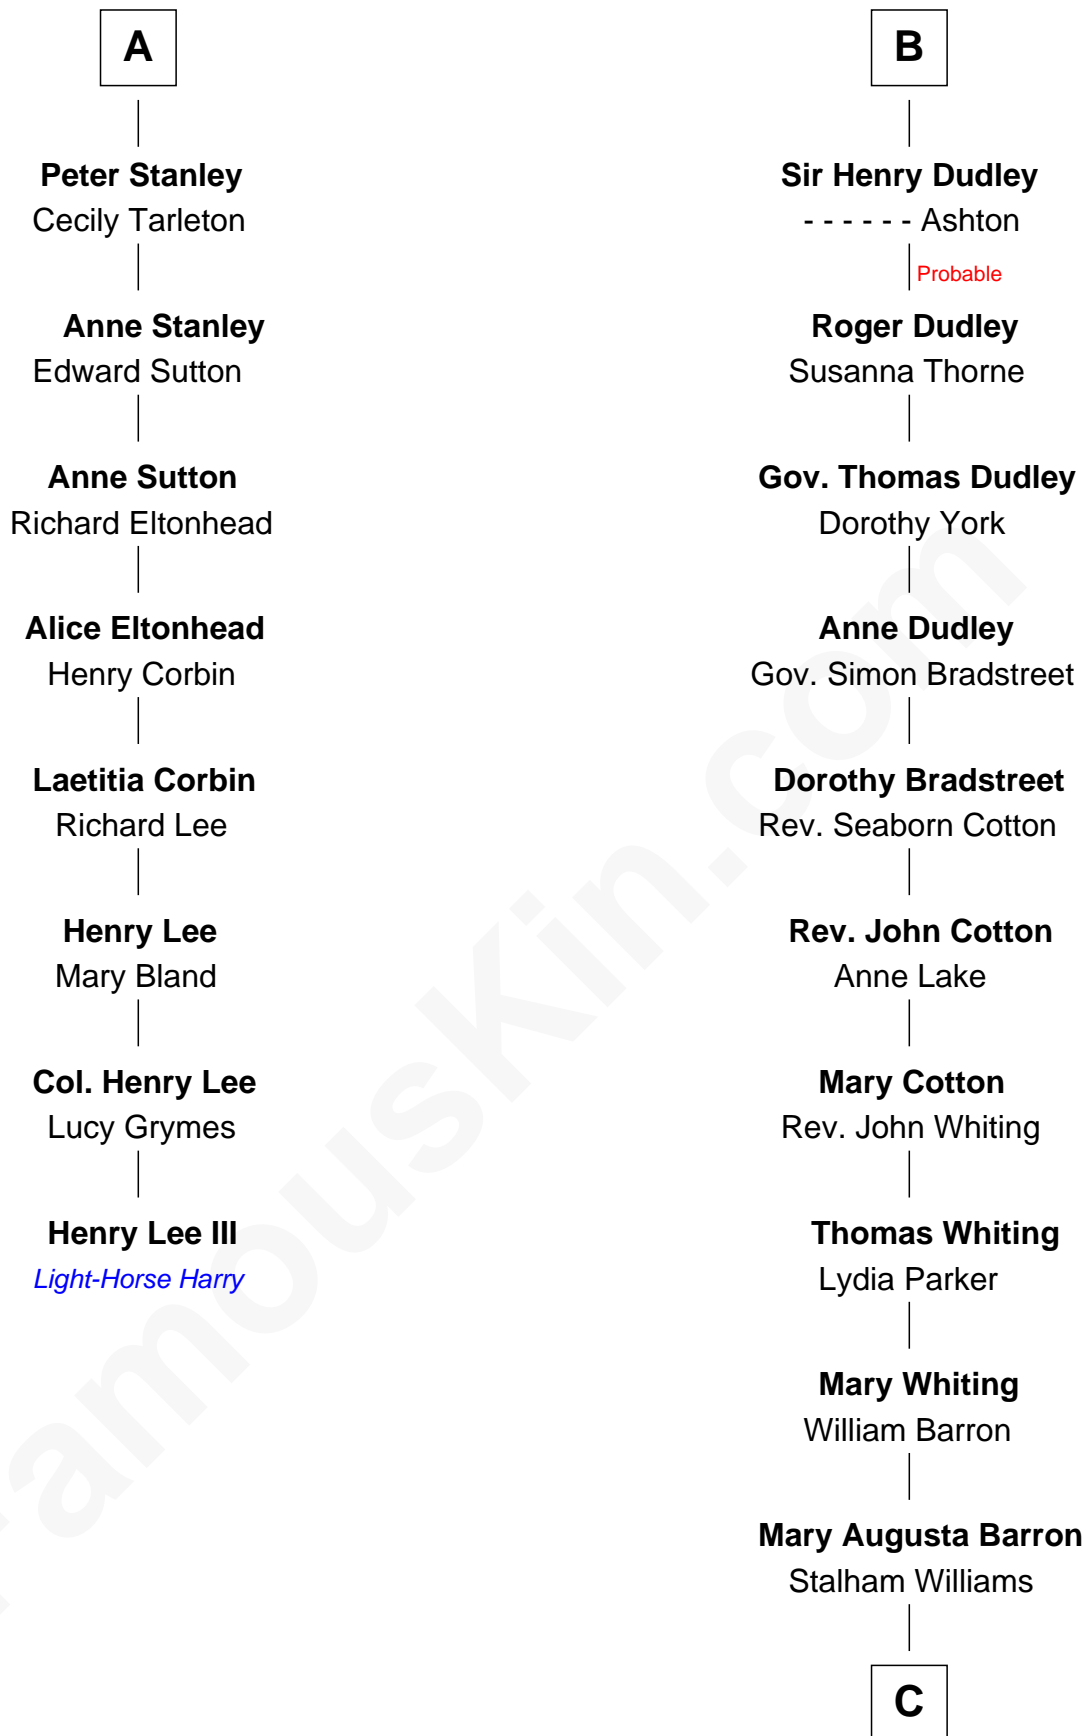 A
Peter Stanley
Cecily Tarleton
Anne Stanley
Edward Sutton
Anne Sutton
Richard Eltonhead
Alice Eltonhead
Henry Corbin
Laetitia Corbin
Richard Lee
Henry Lee
Mary Bland
Col. Henry Lee
Lucy Grymes
Henry Lee III
Light-Horse Harry
B
Sir Henry Dudley
- - - - - - Ashton
Probable
Roger Dudley
Susanna Thorne
Gov. Thomas Dudley
Dorothy York
Anne Dudley
Gov. Simon Bradstreet
Dorothy Bradstreet
Rev. Seaborn Cotton
Rev. John Cotton
Anne Lake
Mary Cotton
Rev. John Whiting
Thomas Whiting
Lydia Parker
Mary Whiting
William Barron
Mary Augusta Barron
Stalham Williams
C
FamousKin.com